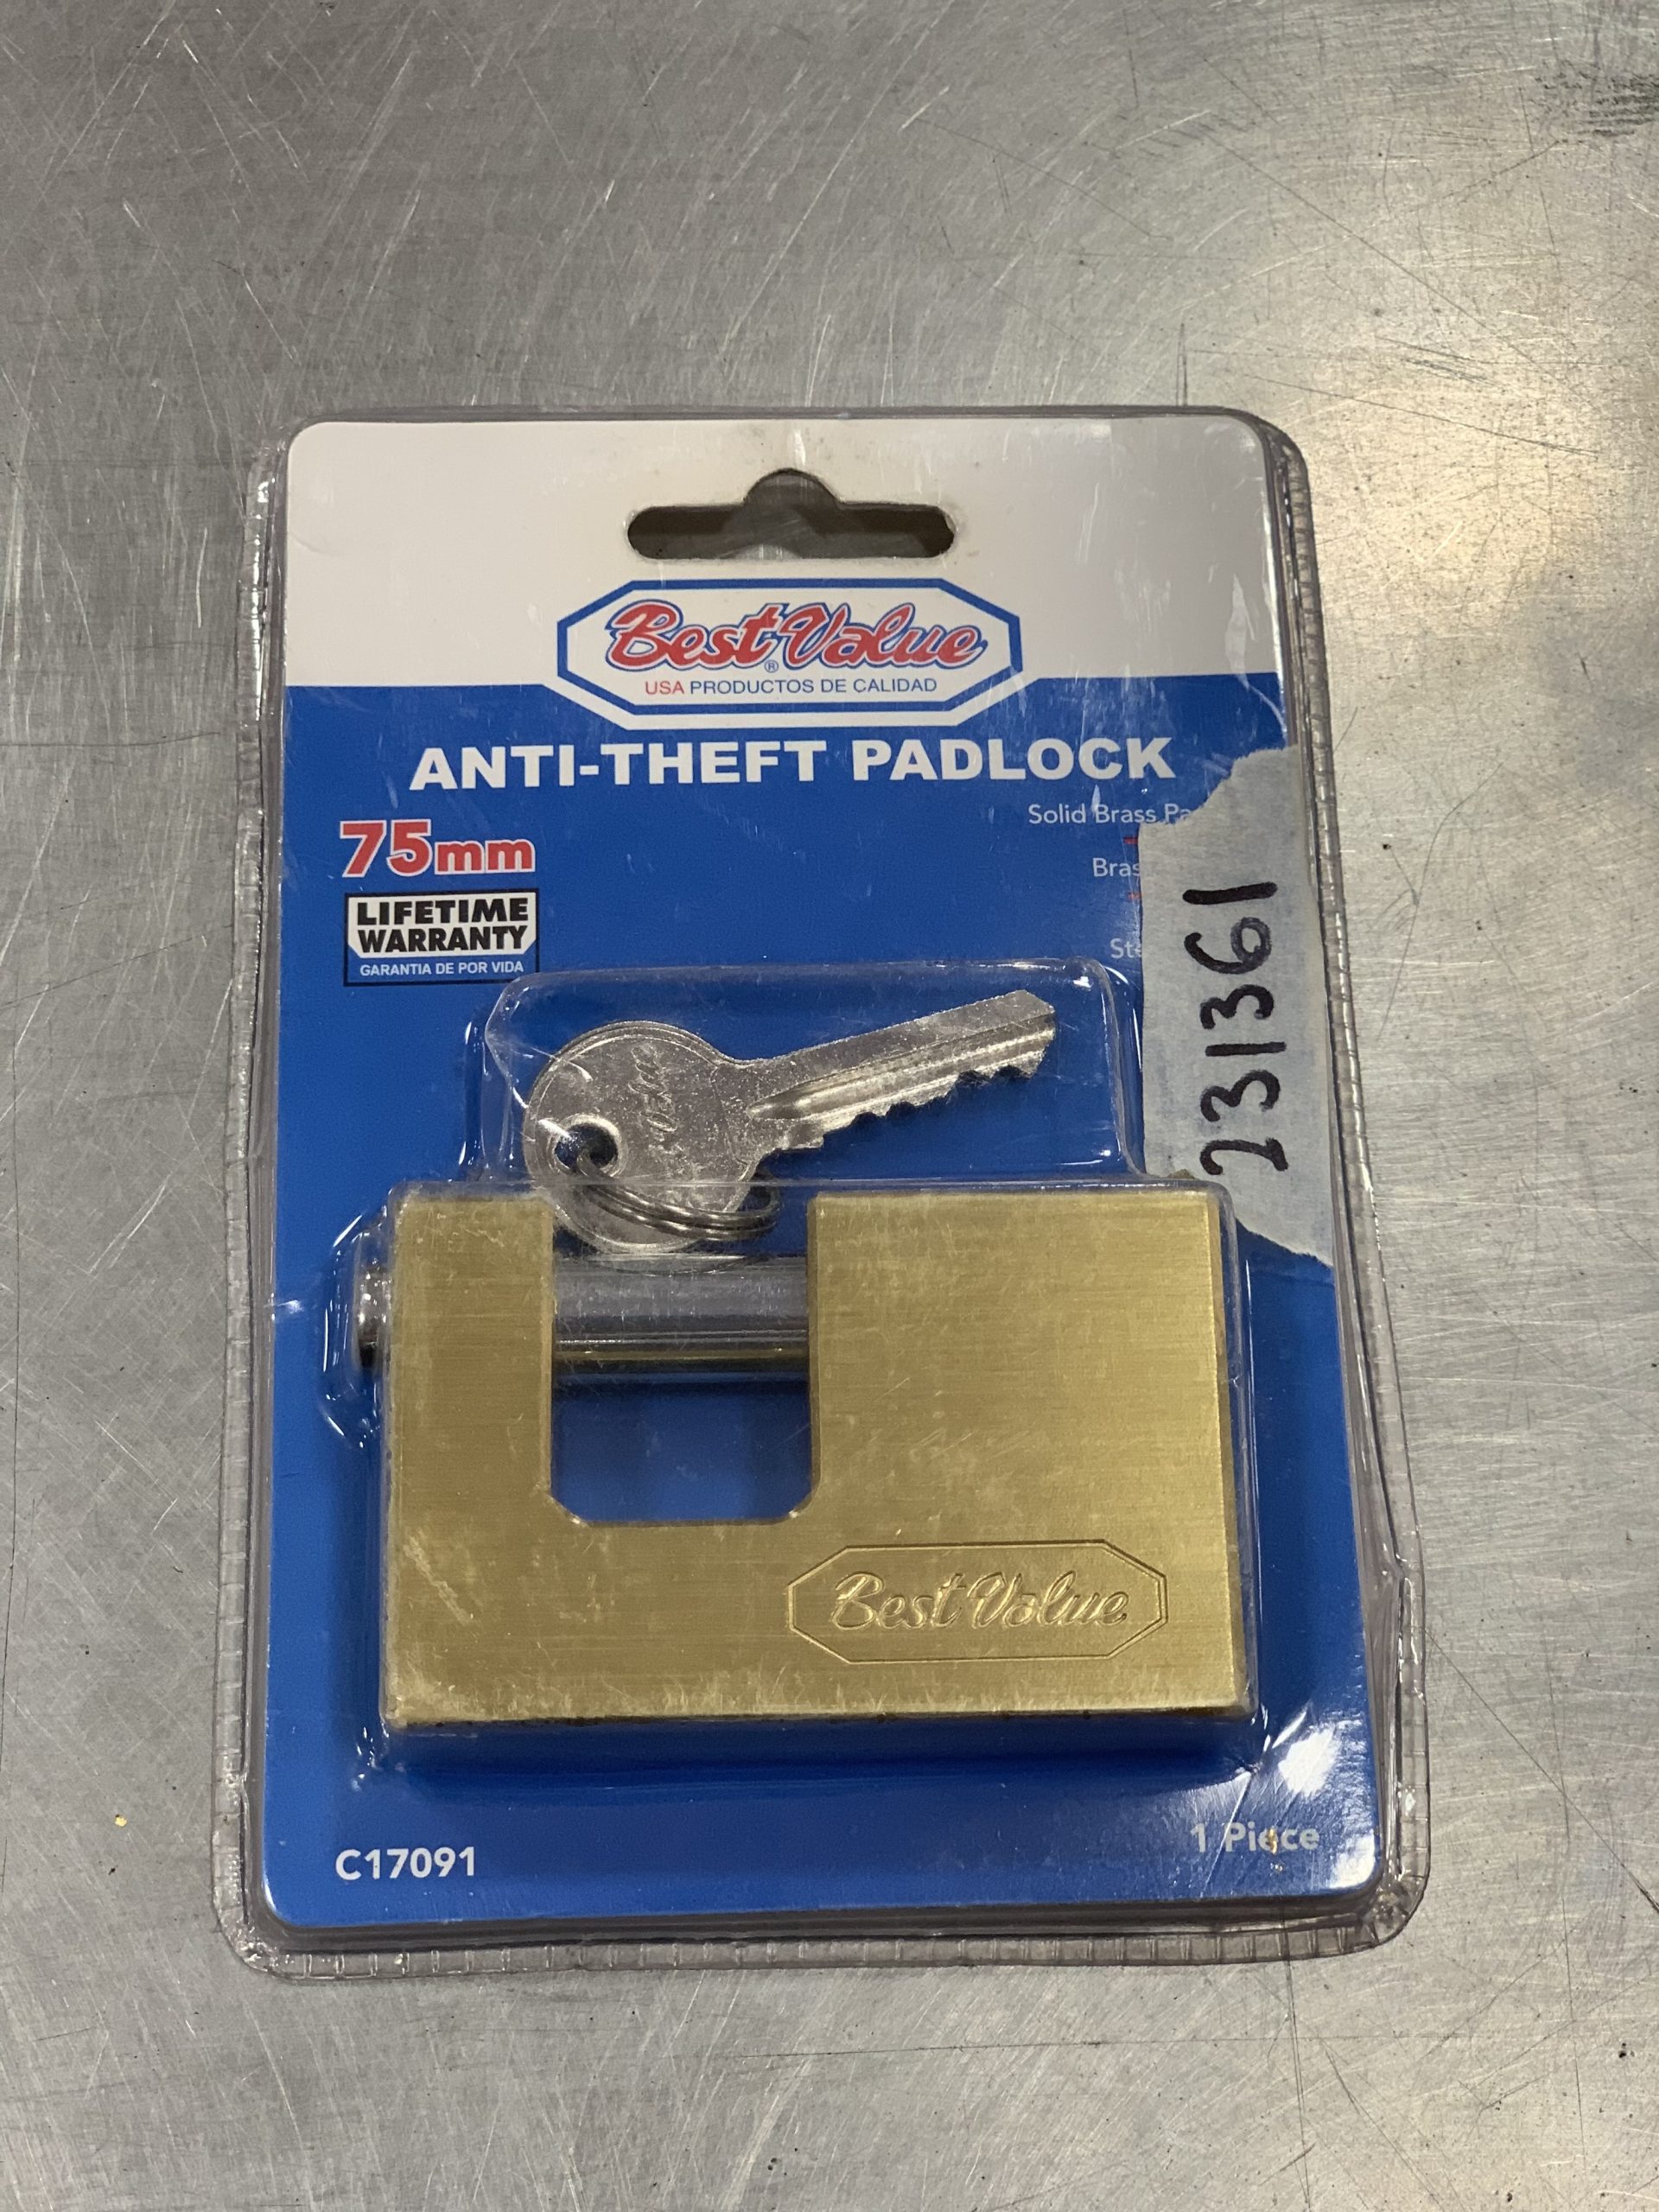 Best Value
®
USA PRODUCTOS DE CALIDAD
ANTI-THEFT PADLOCK
Solid Brass
75mm
LIFETIME
WARRANTY
GARANTIA DE POR VIDA
231361
Best Value
C17091
1 Piece